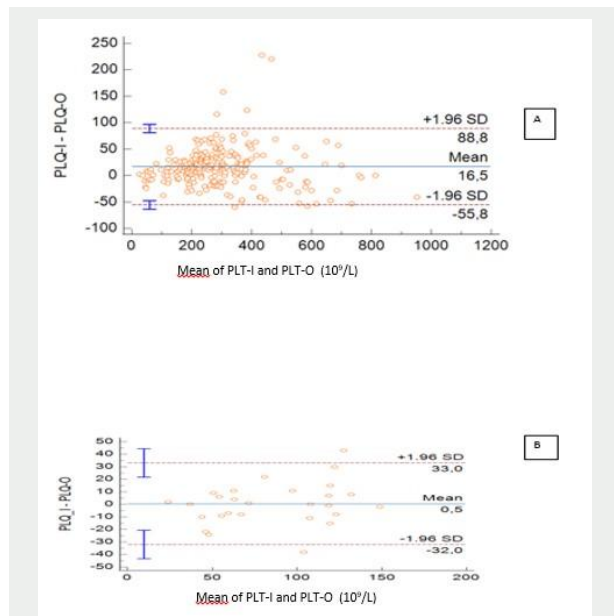 250
200
150
100
50
0
-50
-100
PLQ-I - PLQ-O
+1.96 SD
88,8
Mean
16,5
-1.96 SD
-55,8
A
0 200 400 600 800 1000 1200
Mean of PLT-I and PLT-O (10⁹/L)
50
40
30
20
10
0
-10
-20
-30
-40
-50
PLQ_I - PLQ-O
+1.96 SD
33,0
Mean
0,5
-1.96 SD
-32,0
B
0 50 100 150 200
Mean of PLT-I and PLT-O (10⁹/L)